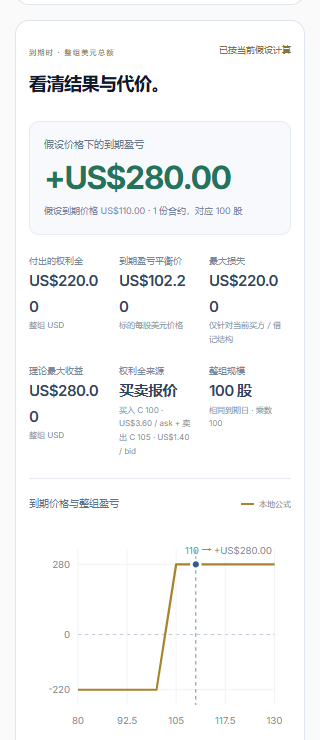 到期时 · 整组美元总额
已按当前假设计算
看清结果与代价。
假设价格下的到期盈亏
+US$280.00
假设到期价格 US$110.00 · 1 份合约，对应 100 股
付出的权利金
到期盈亏平衡价
最大损失
US$220.0
US$102.2
US$220.0
0
0
0
整组 USD
标的每股美元价格
仅针对当前买方 / 借
记结构
理论最大收益
权利金来源
整组规模
US$280.0
买卖报价
100 股
0
买入 C 100 ·
相同到期日 · 乘数
整组 USD
US$3.60 / ask + 卖
100
出 C 105 · US$1.40
/ bid
到期价格与整组盈亏
本地公式
110 → +US$280.00
280
0
-220
80 92.5 105 117.5 130